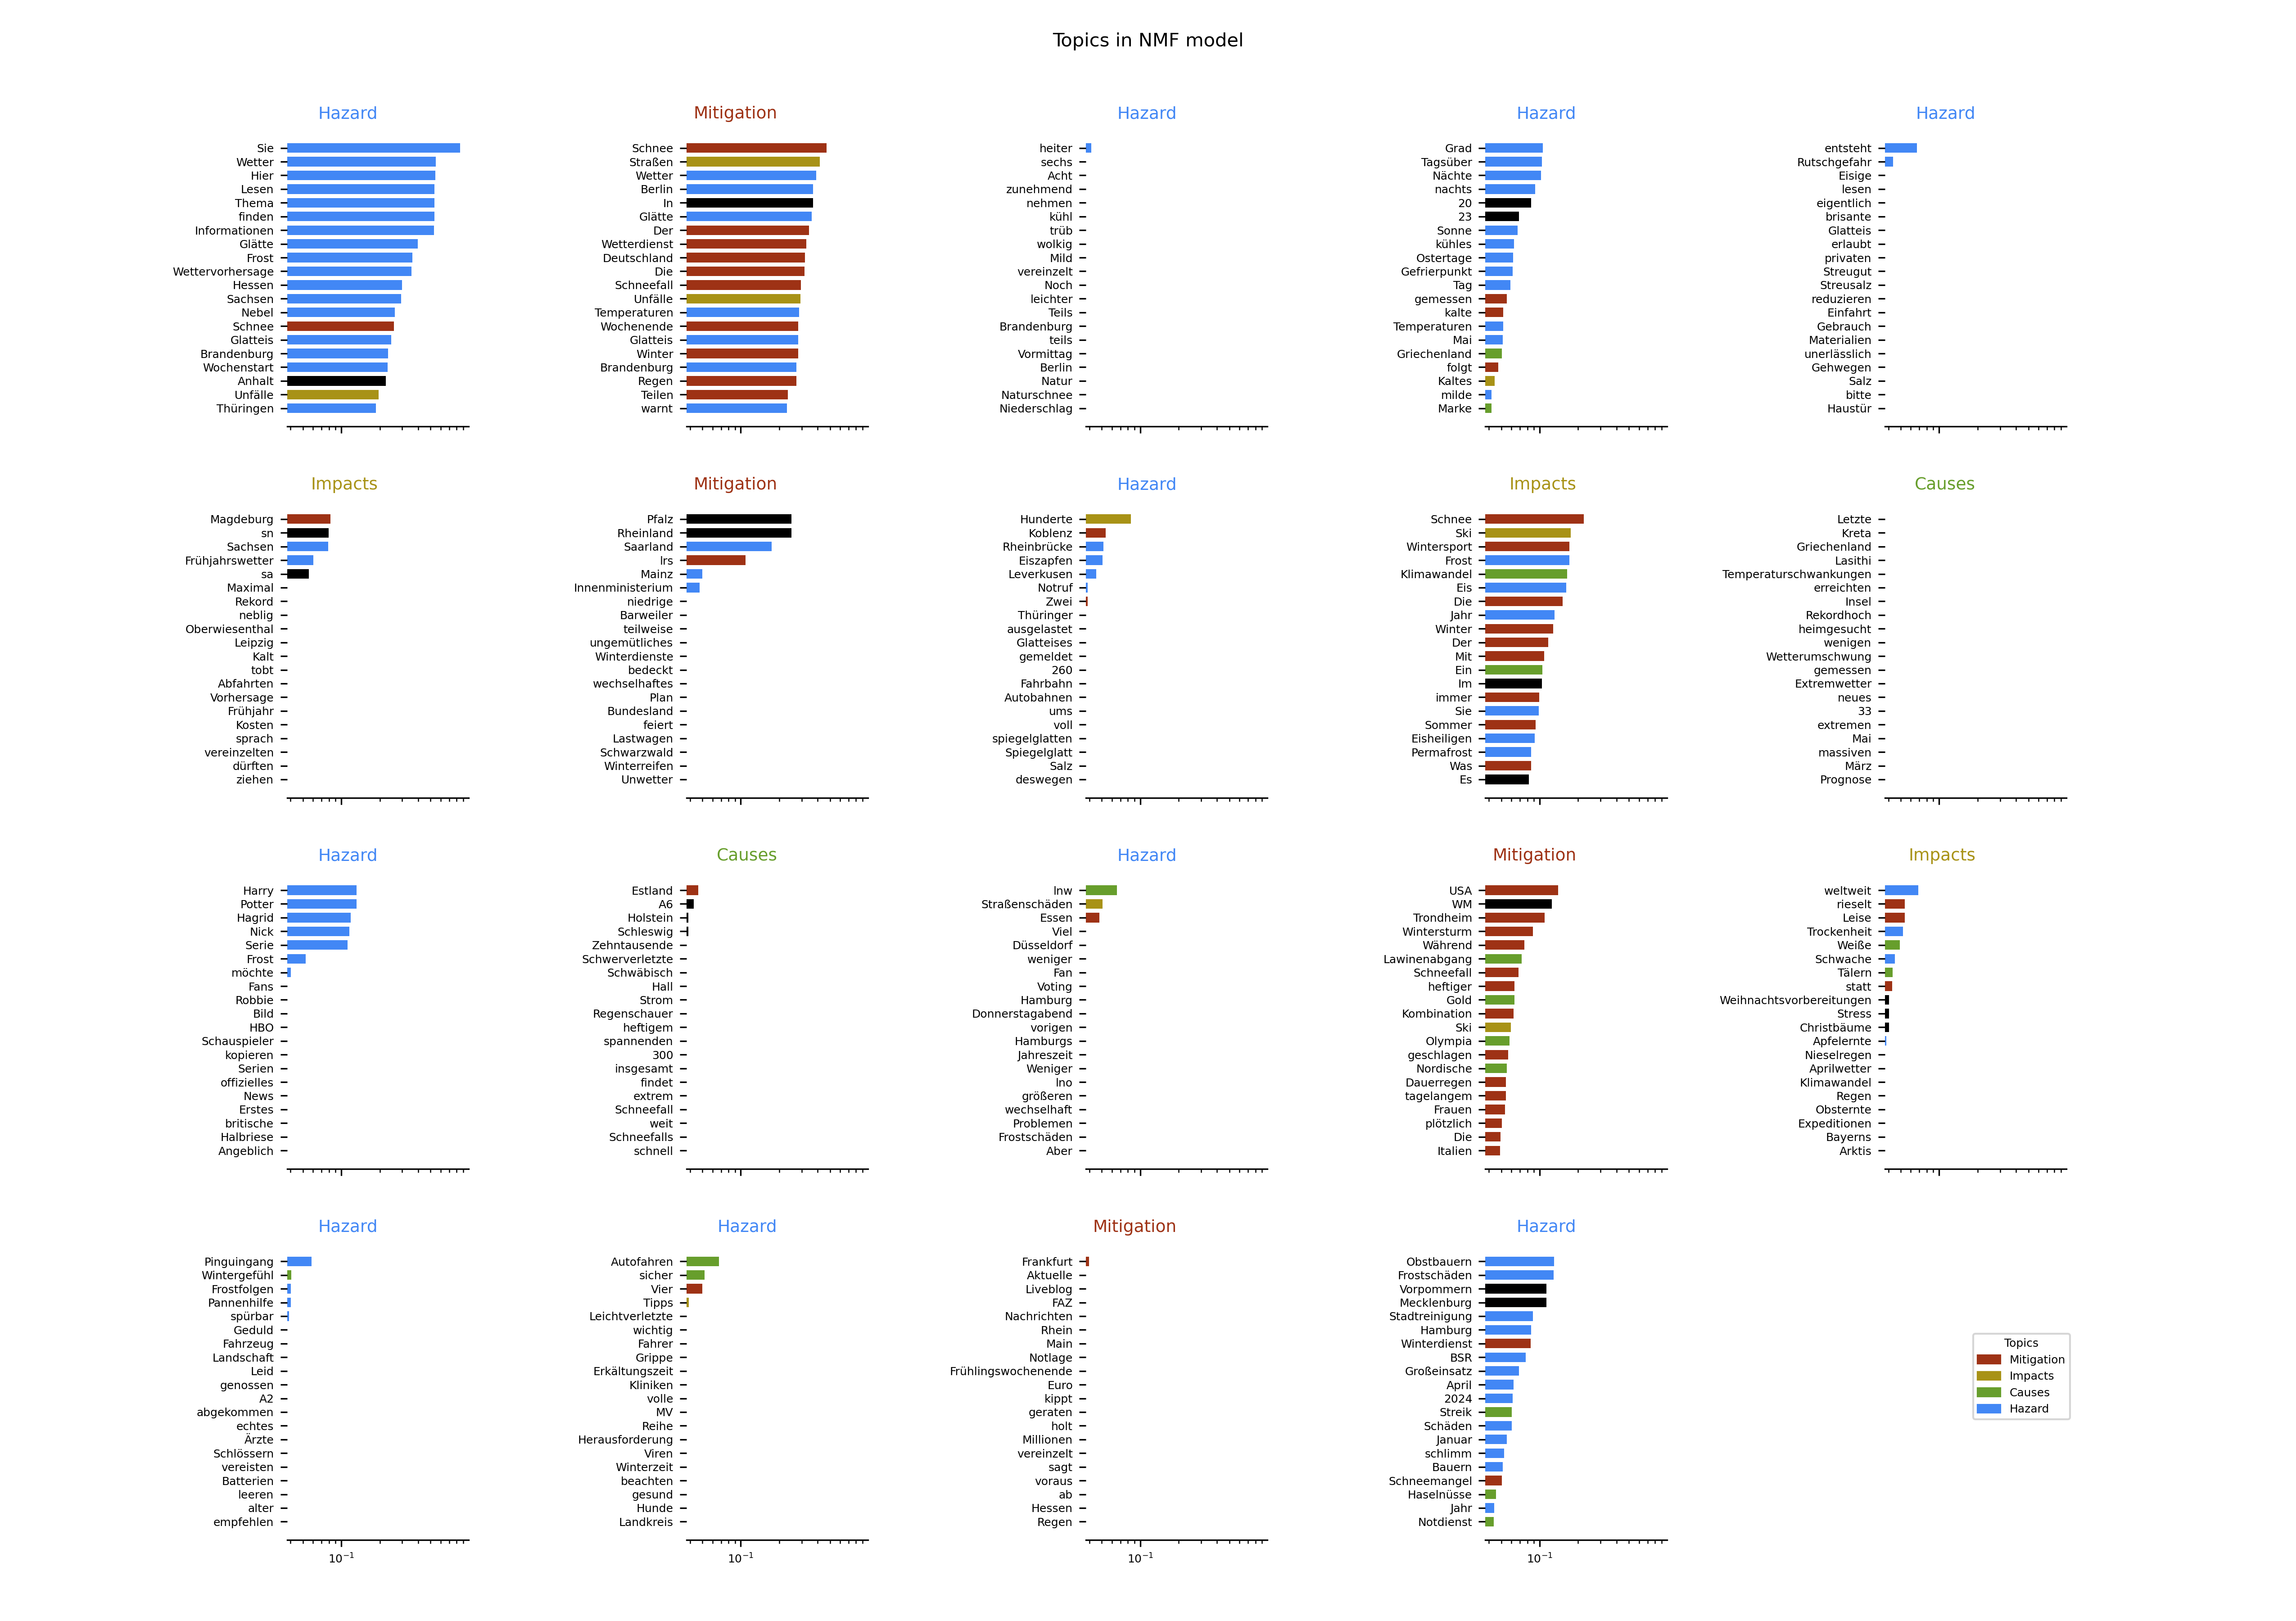 Topics in NMF model
Hazard
Sie
Wetter
Hier
Lesen
Thema
finden
Informationen
Glätte
Frost
Wettervorhersage
Hessen
Sachsen
Nebel
Schnee
Glatteis
Brandenburg
Wochenstart
Anhalt
Unfälle
Thüringen
Mitigation
Schnee
Straßen
Wetter
Berlin
In
Glätte
Der
Wetterdienst
Deutschland
Die
Schneefall
Unfälle
Temperaturen
Wochenende
Glatteis
Winter
Brandenburg
Regen
Teilen
warnt
Hazard
heiter
sechs
Acht
zunehmend
nehmen
kühl
trüb
wolkig
Mild
vereinzelt
Noch
leichter
Teils
Brandenburg
teils
Vormittag
Berlin
Natur
Naturschnee
Niederschlag
Hazard
Grad
Tagsüber
Nächte
nachts
20
23
Sonne
kühles
Ostertage
Gefrierpunkt
Tag
gemessen
kalte
Temperaturen
Mai
Griechenland
folgt
Kaltes
milde
Marke
Hazard
entsteht
Rutschgefahr
Eisige
lesen
eigentlich
brisante
Glatteis
erlaubt
privaten
Streugut
Streusalz
reduzieren
Einfahrt
Gebrauch
Materialien
unerlässlich
Gehwegen
Salz
bitte
Haustür
Impacts
Magdeburg
sn
Sachsen
Frühjahrswetter
sa
Maximal
Rekord
neblig
Oberwiesenthal
Leipzig
Kalt
tobt
Abfahrten
Vorhersage
Frühjahr
Kosten
sprach
vereinzelten
dürften
ziehen
Mitigation
Pfalz
Rheinland
Saarland
lrs
Mainz
Innenministerium
niedrige
Barweiler
teilweise
ungemütliches
Winterdienste
bedeckt
wechselhaftes
Plan
Bundesland
feiert
Lastwagen
Schwarzwald
Winterreifen
Unwetter
Hazard
Hunderte
Koblenz
Rheinbrücke
Eiszapfen
Leverkusen
Notruf
Zwei
Thüringer
ausgelastet
Glatteises
gemeldet
260
Fahrbahn
Autobahnen
ums
voll
spiegelglatten
Spiegelglatt
Salz
deswegen
Impacts
Schnee
Ski
Wintersport
Frost
Klimawandel
Eis
Die
Jahr
Winter
Der
Mit
Ein
Im
immer
Sie
Sommer
Eisheiligen
Permafrost
Was
Es
Causes
Letzte
Kreta
Griechenland
Lasithi
Temperaturschwankungen
erreichten
Insel
Rekordhoch
heimgesucht
wenigen
Wetterumschwung
gemessen
Extremwetter
neues
33
extremen
Mai
massiven
März
Prognose
Hazard
Harry
Potter
Hagrid
Nick
Serie
Frost
möchte
Fans
Robbie
Bild
HBO
Schauspieler
kopieren
Serien
offizielles
News
Erstes
britische
Halbriese
Angeblich
Causes
Estland
A6
Holstein
Schleswig
Zehntausende
Schwerverletzte
Schwäbisch
Hall
Strom
Regenschauer
heftigem
spannenden
300
insgesamt
findet
extrem
Schneefall
weit
Schneefalls
schnell
Hazard
lnw
Straßenschäden
Essen
Viel
Düsseldorf
weniger
Fan
Voting
Hamburg
Donnerstagabend
vorigen
Hamburgs
Jahreszeit
Weniger
lno
größeren
wechselhaft
Problemen
Frostschäden
Aber
Mitigation
USA
WM
Trondheim
Wintersturm
Während
Lawinenabgang
Schneefall
heftiger
Gold
Kombination
Ski
Olympia
geschlagen
Nordische
Dauerregen
tagelangem
Frauen
plötzlich
Die
Italien
Impacts
weltweit
rieselt
Leise
Trockenheit
Weiße
Schwache
Tälern
statt
Weihnachtsvorbereitungen
Stress
Christbäume
Apfelernte
Nieselregen
Aprilwetter
Klimawandel
Regen
Obsternte
Expeditionen
Bayerns
Arktis
Hazard
Pinguingang
Wintergefühl
Frostfolgen
Pannenhilfe
spürbar
Geduld
Fahrzeug
Landschaft
Leid
genossen
A2
abgekommen
echtes
Ärzte
Schlössern
vereisten
Batterien
leeren
alter
empfehlen
10⁻¹
Hazard
Autofahren
sicher
Vier
Tipps
Leichtverletzte
wichtig
Fahrer
Grippe
Erkältungszeit
Kliniken
volle
MV
Reihe
Herausforderung
Viren
Winterzeit
beachten
gesund
Hunde
Landkreis
10⁻¹
Mitigation
Frankfurt
Aktuelle
Liveblog
FAZ
Nachrichten
Rhein
Main
Notlage
Frühlingswochenende
Euro
kippt
geraten
holt
Millionen
vereinzelt
sagt
voraus
ab
Hessen
Regen
10⁻¹
Hazard
Obstbauern
Frostschäden
Vorpommern
Mecklenburg
Stadtreinigung
Hamburg
Winterdienst
BSR
Großeinsatz
April
2024
Streik
Schäden
Januar
schlimm
Bauern
Schneemangel
Haselnüsse
Jahr
Notdienst
10⁻¹
Topics
Mitigation
Impacts
Causes
Hazard